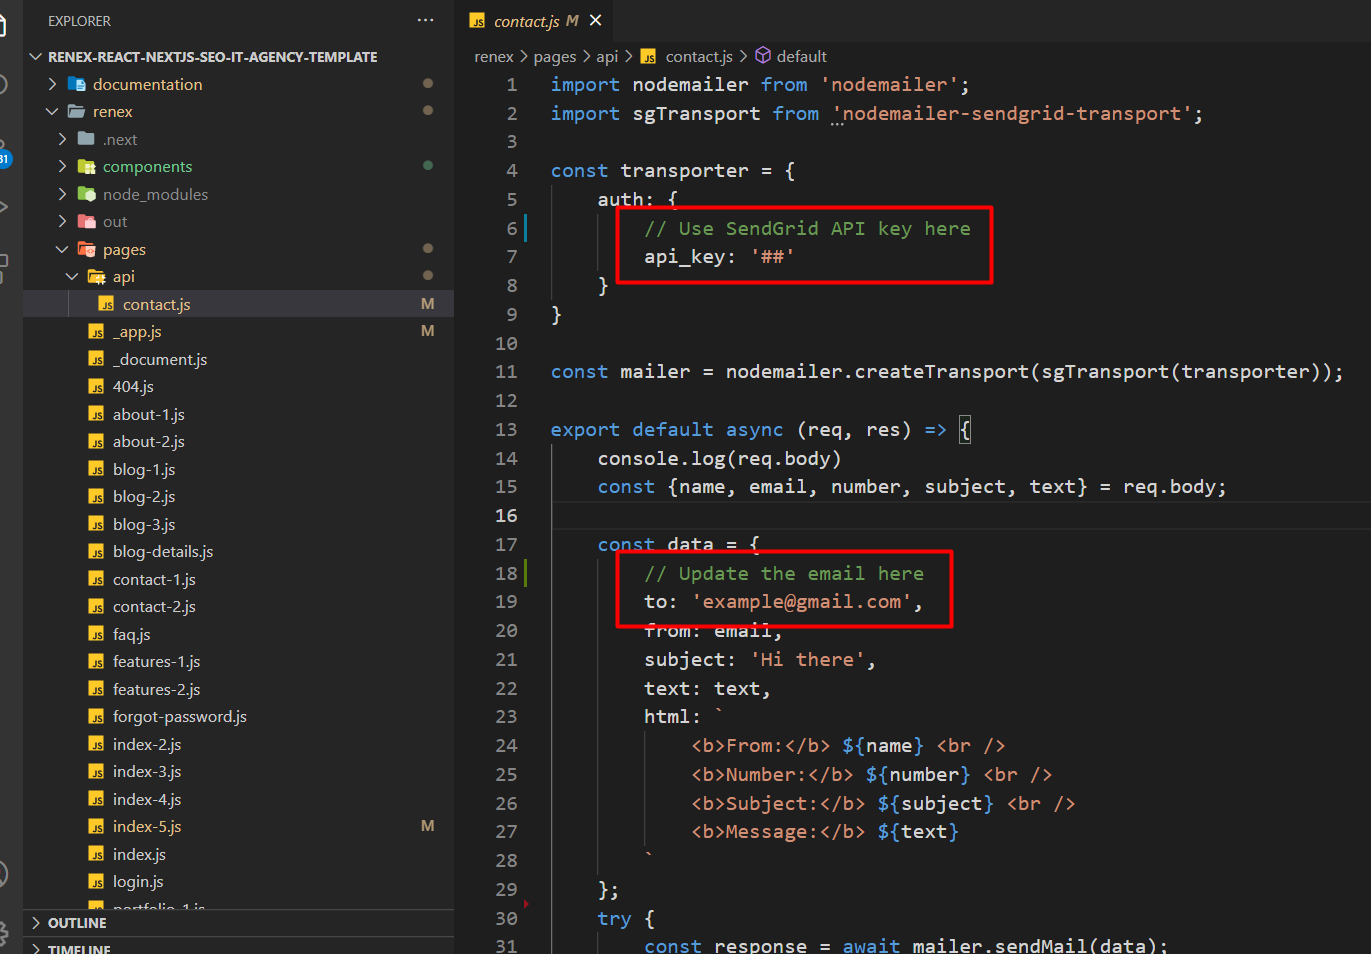 EXPLORER
RENEX-REACT-NEXTJS-SEO-IT-AGENCY-TEMPLATE
documentation
renex
.next
components
node_modules
out
pages
api
contact.js M
_app.js M
_document.js
404.js
about-1.js
about-2.js
blog-1.js
blog-2.js
blog-3.js
blog-details.js
contact-1.js
contact-2.js
faq.js
features-1.js
features-2.js
forgot-password.js
index-2.js
index-3.js
index-4.js
index-5.js M
index.js
login.js
portfolio-1.js
OUTLINE
TIMELINE
31
contact.js M
renex > pages > api > contact.js > default
1 import nodemailer from 'nodemailer';
2 import sgTransport from 'nodemailer-sendgrid-transport';
3
4 const transporter = {
5 auth: {
6 // Use SendGrid API key here
7 api_key: '##'
8 }
9 }
10
11 const mailer = nodemailer.createTransport(sgTransport(transporter));
12
13 export default async (req, res) => {
14 console.log(req.body)
15 const {name, email, number, subject, text} = req.body;
16
17 const data = {
18 // Update the email here
19 to: 'example@gmail.com',
20 from: email,
21 subject: 'Hi there',
22 text: text,
23 html: `
24 <b>From:</b> ${name} <br />
25 <b>Number:</b> ${number} <br />
26 <b>Subject:</b> ${subject} <br />
27 <b>Message:</b> ${text}
28 `
29 };
30 try {
31 const response = await mailer.sendMail(data);